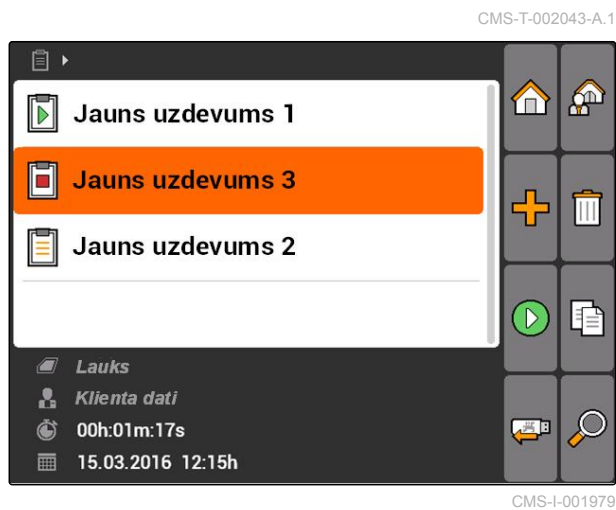 CMS-T-002043-A.1
Jauns uzdevums 1
Jauns uzdevums 3
Jauns uzdevums 2
Lauks
Klienta dati
00h:01m:17s
15.03.2016 12:15h
CMS-I-001979